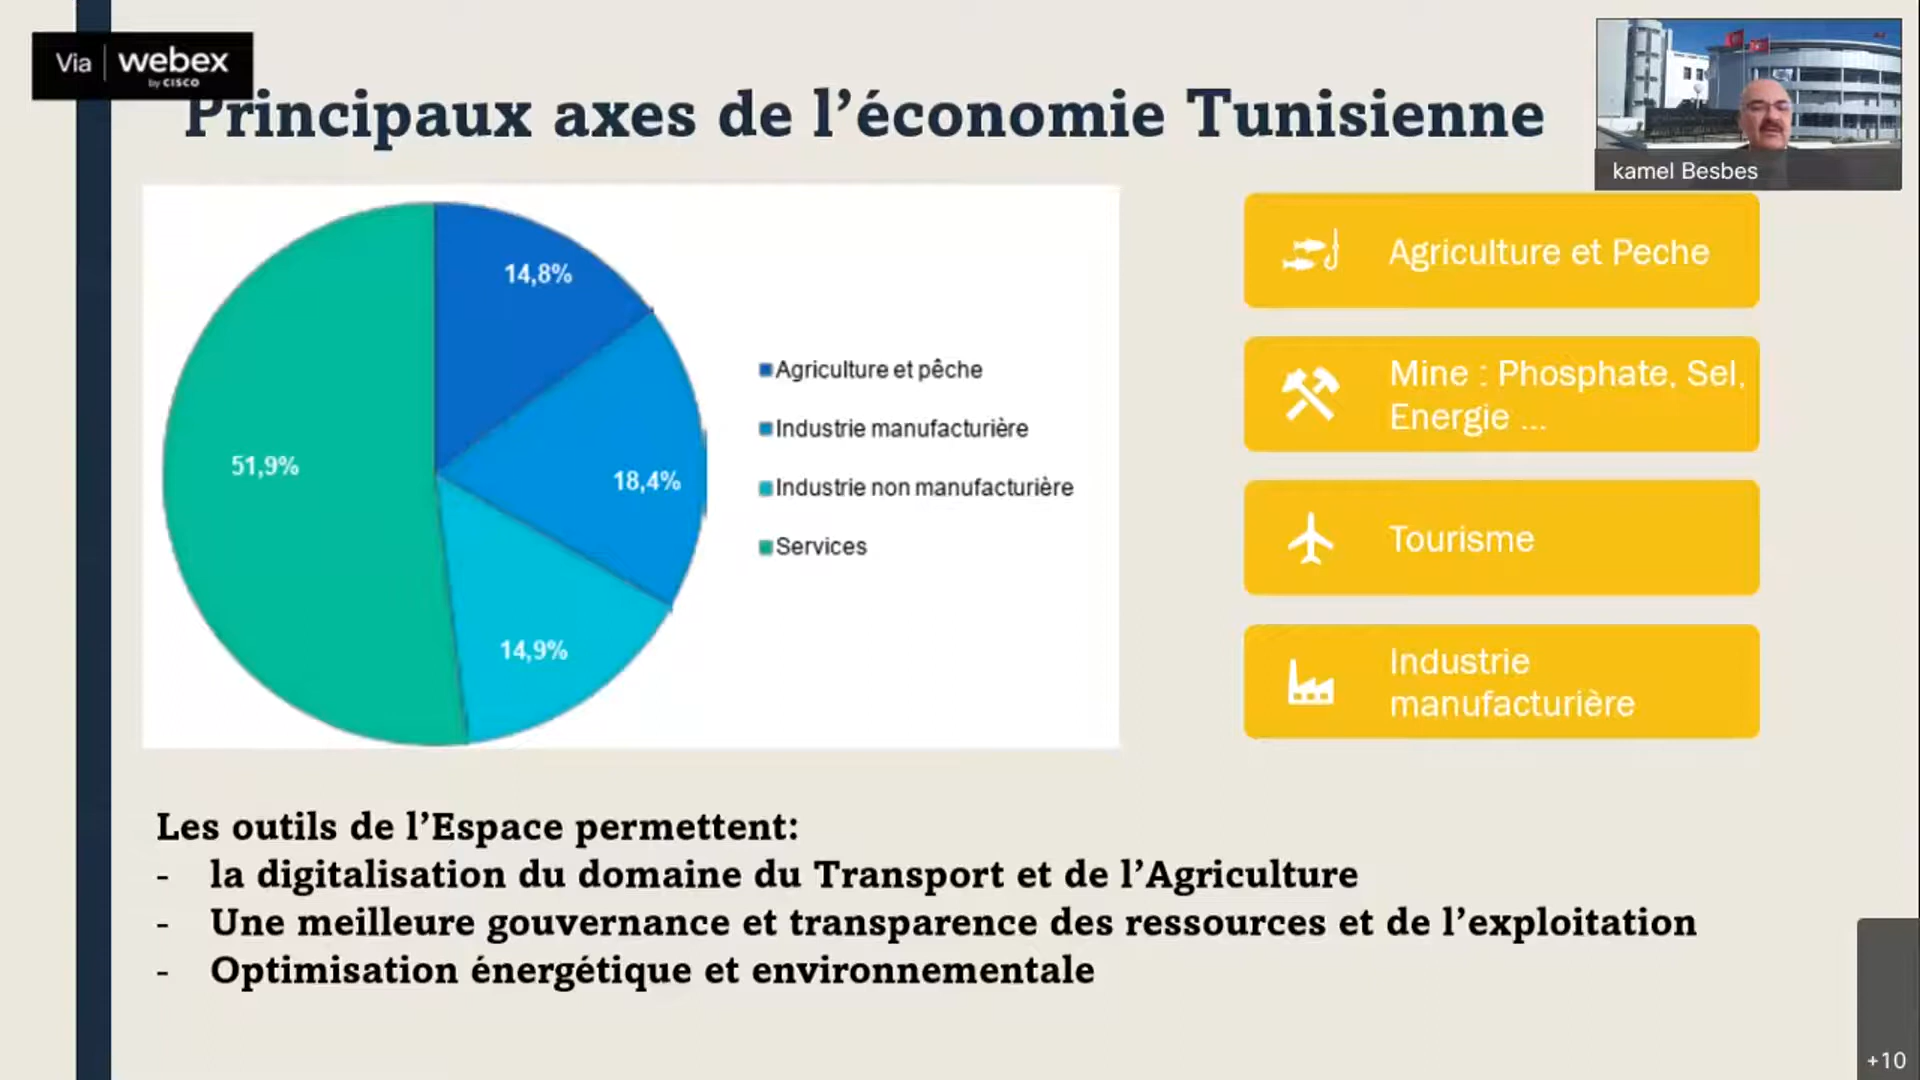 Via webex
by CISCO
Principaux axes de l’économie Tunisienne
kamel Besbes
14,8%
18,4%
14,9%
51,9%
Agriculture et pêche
Industrie manufacturière
Industrie non manufacturière
Services
Agriculture et Peche
Mine : Phosphate, Sel,
Energie ...
Tourisme
Industrie
manufacturière
Les outils de l’Espace permettent:
- la digitalisation du domaine du Transport et de l’Agriculture
- Une meilleure gouvernance et transparence des ressources et de l’exploitation
- Optimisation énergétique et environnementale
+10